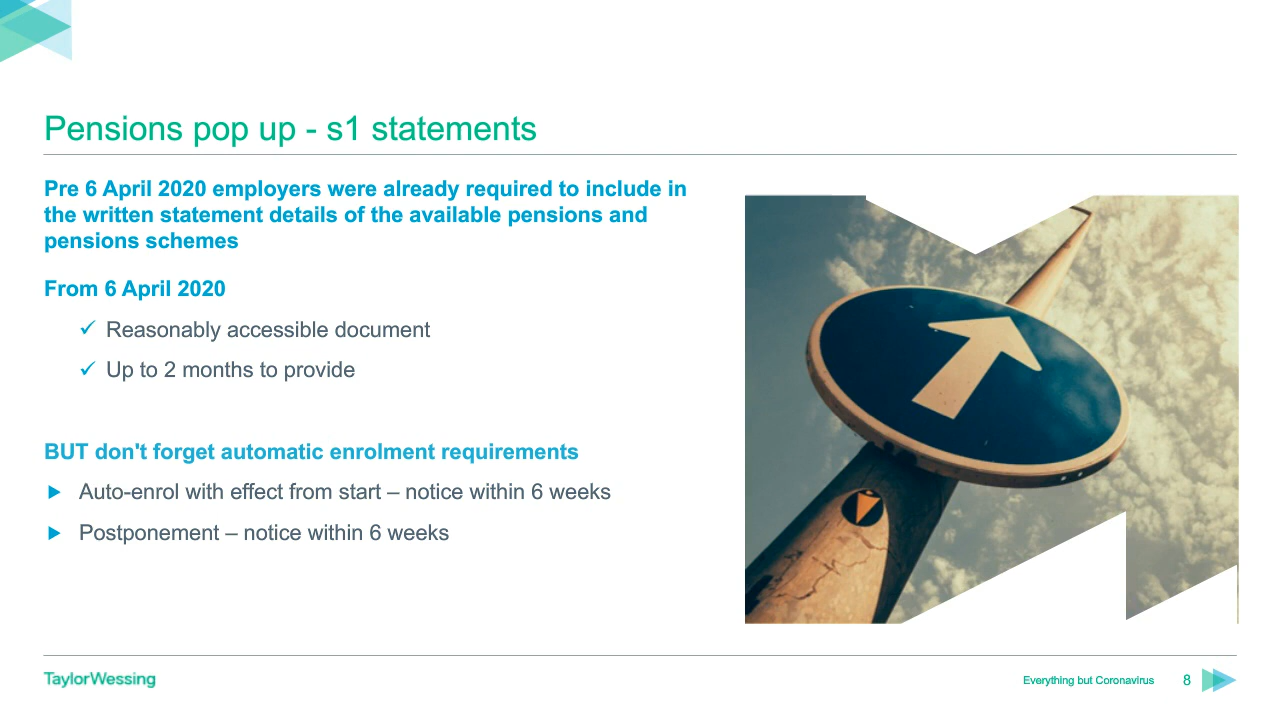 Pensions pop up - s1 statements
Pre 6 April 2020 employers were already required to include in
the written statement details of the available pensions and
pensions schemes
From 6 April 2020
✓ Reasonably accessible document
✓ Up to 2 months to provide
BUT don't forget automatic enrolment requirements
Auto-enrol with effect from start – notice within 6 weeks
Postponement – notice within 6 weeks
TaylorWessing
Everything but Coronavirus 8